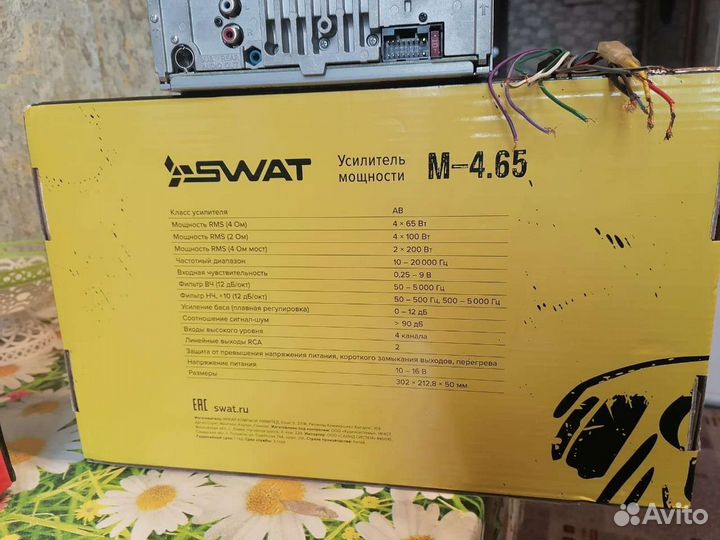 SWAT
Усилитель
мощности
M-4.65
Класс усилителя AB
Мощность RMS (4 Ом) 4 × 65 Вт
Мощность RMS (2 Ом) 4 × 100 Вт
Мощность RMS (4 Ом мост) 2 × 200 Вт
Частотный диапазон 10 – 20 000 Гц
Входная чувствительность 0,25 – 9 В
Фильтр ВЧ (12 дБ/окт) 50 – 5 000 Гц
Фильтр НЧ, ×10 (12 дБ/окт) 50 – 500 Гц, 500 – 5 000 Гц
Усиление баса (плавная регулировка) 0 – 12 дБ
Соотношение сигнал-шум > 90 дБ
Входы высокого уровня 4 канала
Линейные выходы RCA 2
Защита от превышения напряжения питания, короткого замыкания выходов, перегрева
Напряжение питания 10 – 16 В
Размеры 302 × 212,8 × 50 мм
EAC swat.ru
Avito